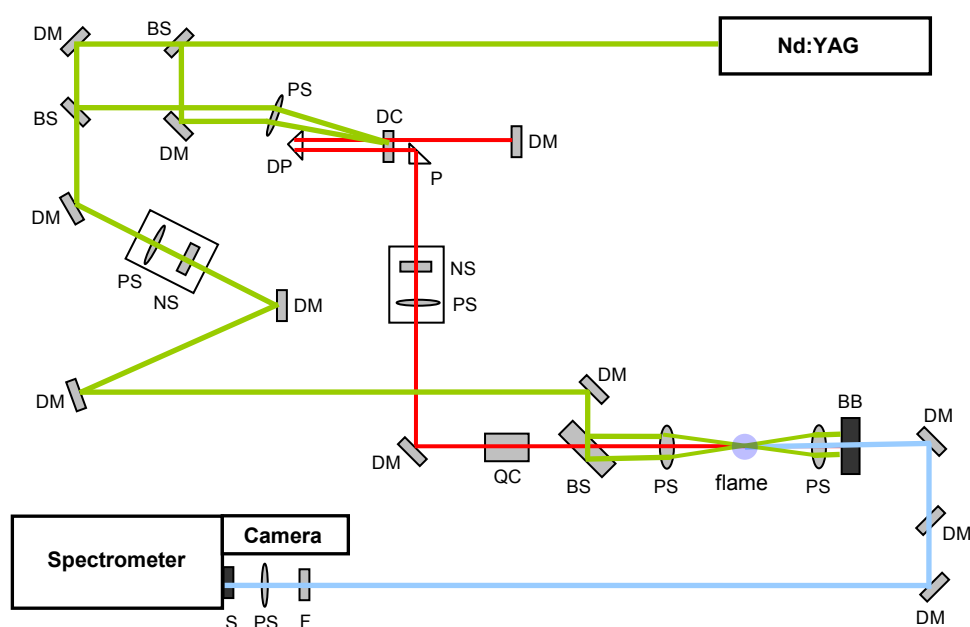 DM
BS
Nd:YAG
BS
DM
PS
DC
DP
P
DM
DM
PS
NS
NS
PS
DM
DM
DM
BB
DM
DM
QC
BS
PS
flame
PS
DM
Camera
Spectrometer
S
PS
F
DM